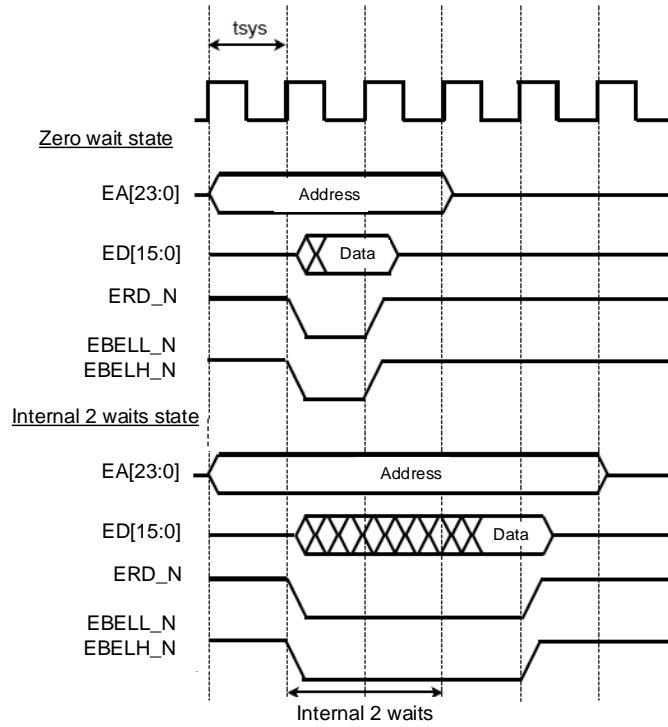 tsys
Zero wait state
EA[23:0]
Address
ED[15:0]
Data
ERD_N
EBELL_N
EBELH_N
Internal 2 waits state
EA[23:0]
Address
ED[15:0]
Data
ERD_N
EBELL_N
EBELH_N
Internal 2 waits